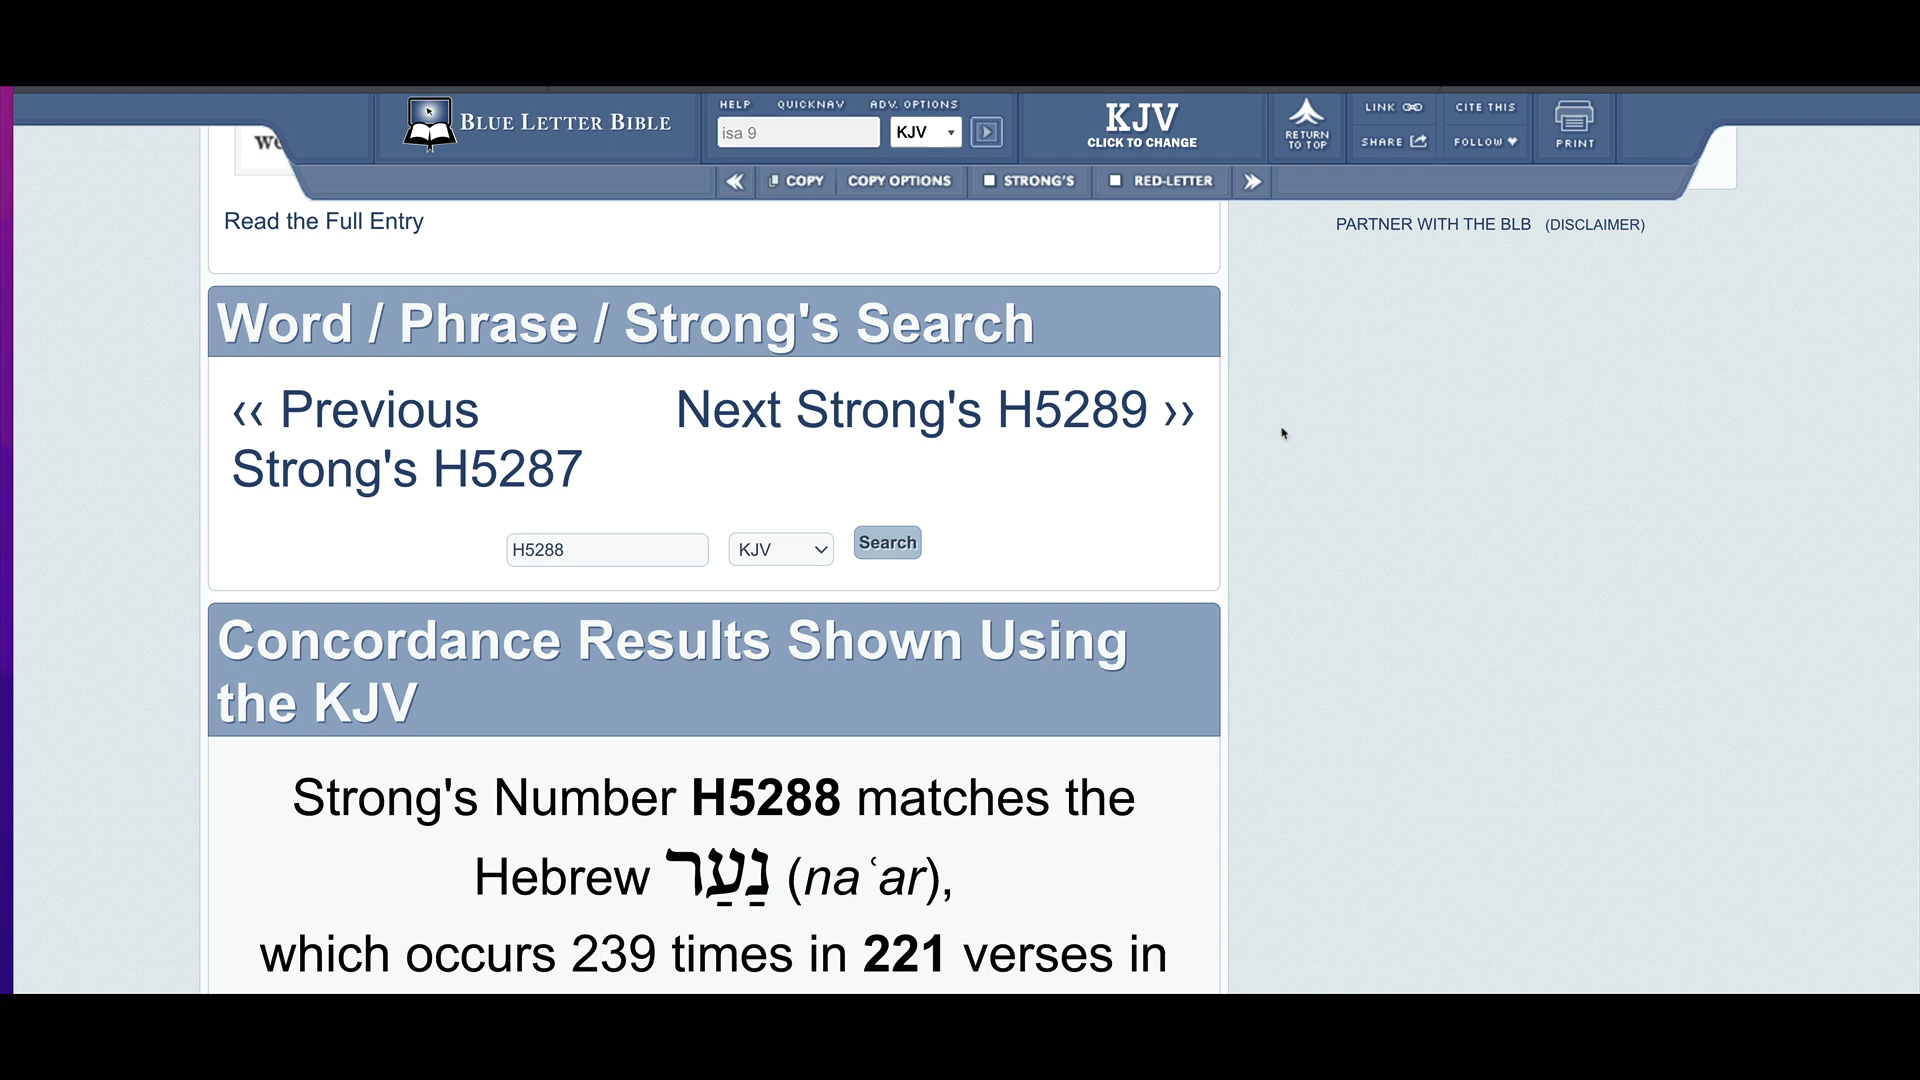 HELP QUICKNAV ADV. OPTIONS
BLUE LETTER BIBLE
isa 9
KJV
KJV
CLICK TO CHANGE
RETURN
TO TOP
LINK
CITE THIS
SHARE
FOLLOW
PRINT
COPY
COPY OPTIONS
STRONG'S
RED-LETTER
Read the Full Entry
PARTNER WITH THE BLB (DISCLAIMER)
Word / Phrase / Strong's Search
‹‹ Previous
Strong's H5287
Next Strong's H5289 ››
H5288
KJV
Search
Concordance Results Shown Using
the KJV
Strong's Number H5288 matches the
Hebrew נַעַר (naʿar),
which occurs 239 times in 221 verses in